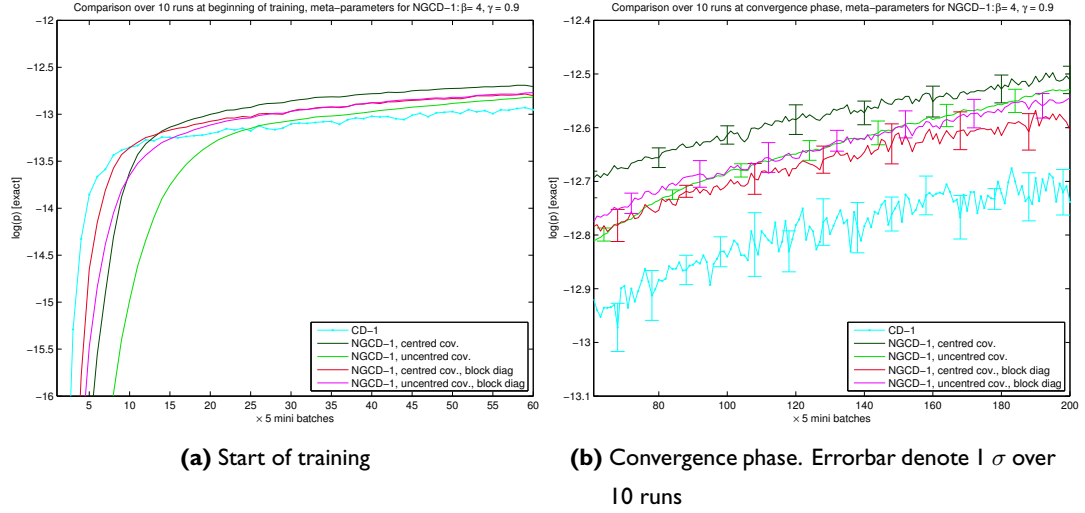 Comparison over 10 runs at beginning of training, meta-parameters for NGCD-1: β= 4, γ = 0.9
-12
-12.5
-13
-13.5
-14
-14.5
-15
-15.5
-16
log(p) [exact]
5 10 15 20 25 30 35 40 45 50 55 60
× 5 mini batches
CD-1
NGCD-1, centred cov.
NGCD-1, uncentred cov.
NGCD-1, centred cov., block diag
NGCD-1, uncentred cov., block diag
(a) Start of training
Comparison over 10 runs at convergence phase, meta-parameters for NGCD-1: β= 4, γ = 0.9
-12.4
-12.5
-12.6
-12.7
-12.8
-12.9
-13
-13.1
log(p) [exact]
80 100 120 140 160 180 200
× 5 mini batches
CD-1
NGCD-1, centred cov.
NGCD-1, uncentred cov.
NGCD-1, centred cov., block diag
NGCD-1, uncentred cov., block diag
(b) Convergence phase. Errorbar denote 1 σ over
10 runs